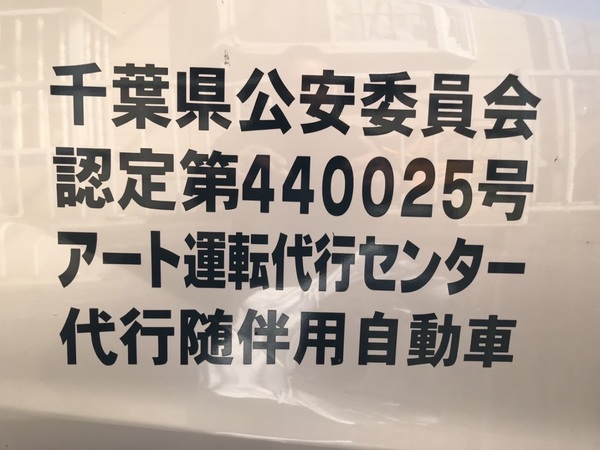 千葉県公安委員会
認定第440025号
アート運転代行センター
代行随伴用自動車